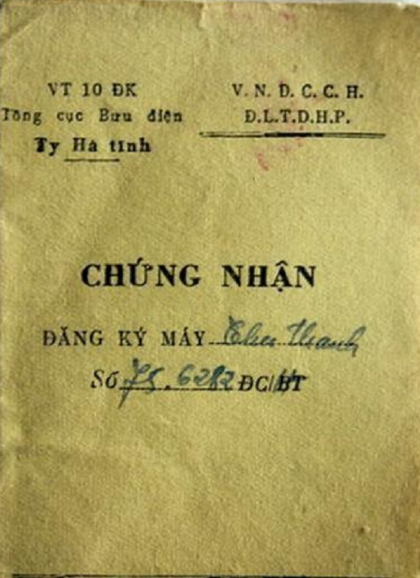 VT 10 ĐK
Tổng cục Bưu điện
Ty Hà tĩnh
V. N. D. C. C. H.
Đ.L.T.D.H.P.
CHỨNG NHẬN
ĐĂNG KÝ MÁY Thu thanh
Số 75.6282 ĐC/BT